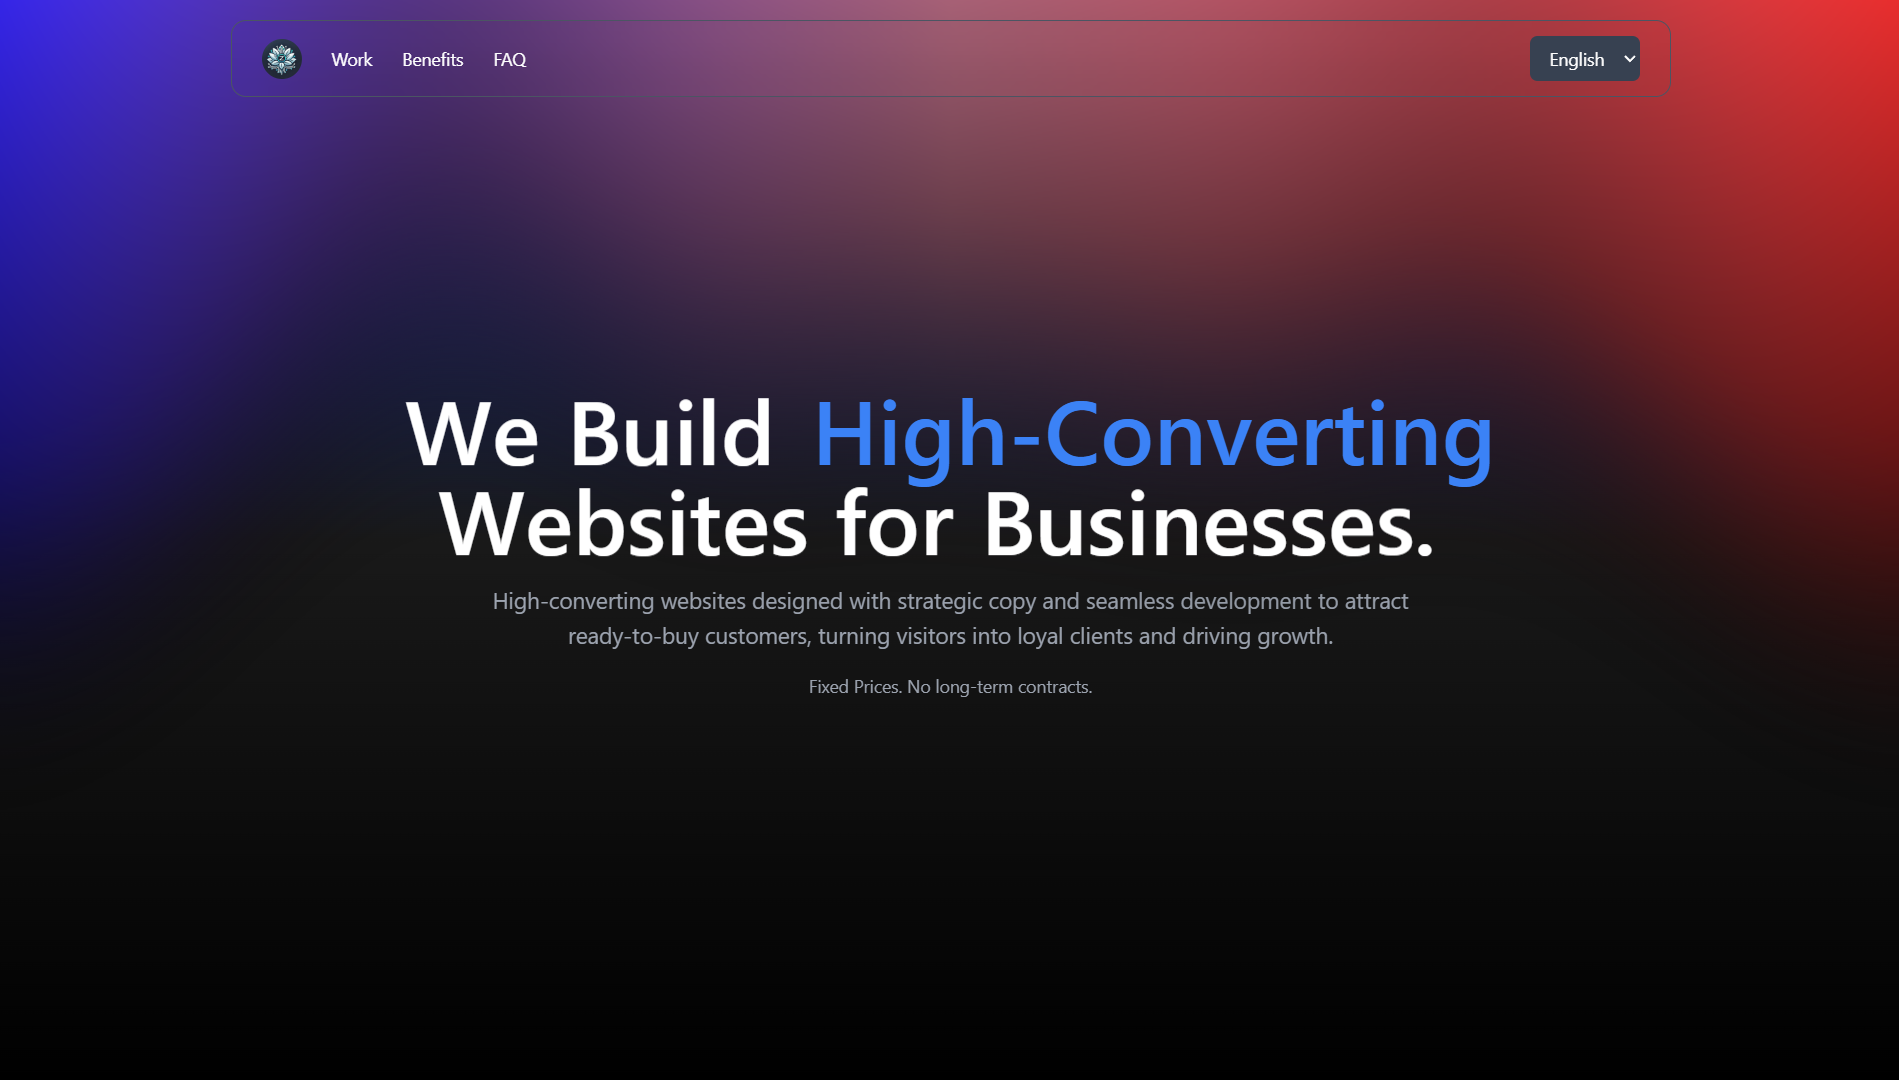 Work Benefits FAQ English
We Build High-Converting
Websites for Businesses.
High-converting websites designed with strategic copy and seamless development to attract
ready-to-buy customers, turning visitors into loyal clients and driving growth.
Fixed Prices. No long-term contracts.